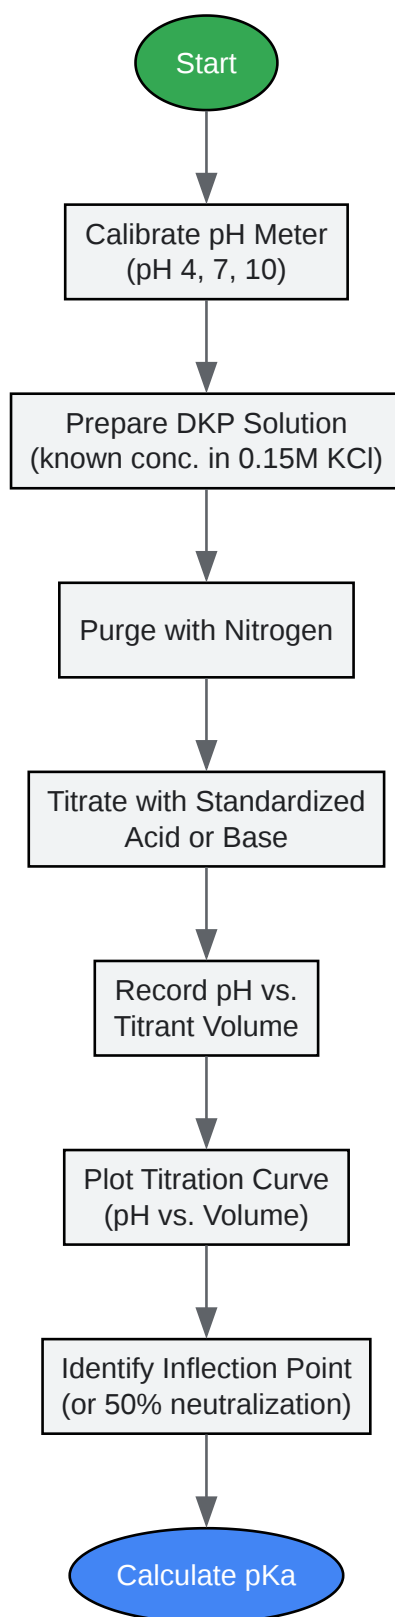 Start
Calibrate pH Meter
(pH 4, 7, 10)
Prepare DKP Solution
(known conc. in 0.15M KCl)
Purge with Nitrogen
Titrate with Standardized
Acid or Base
Record pH vs.
Titrant Volume
Plot Titration Curve
(pH vs. Volume)
Identify Inflection Point
(or 50% neutralization)
Calculate pKa